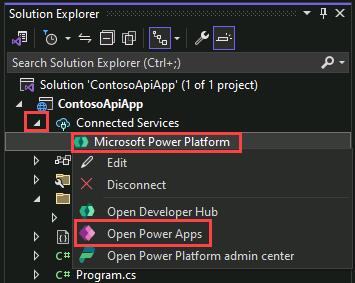 Solution Explorer
Search Solution Explorer (Ctrl+;)
Solution 'ContosoApiApp' (1 of 1 project)
ContosoApiApp
Connected Services
Microsoft Power Platform
Edit
Disconnect
Open Developer Hub
Open Power Apps
Open Power Platform admin center
C# Program.cs